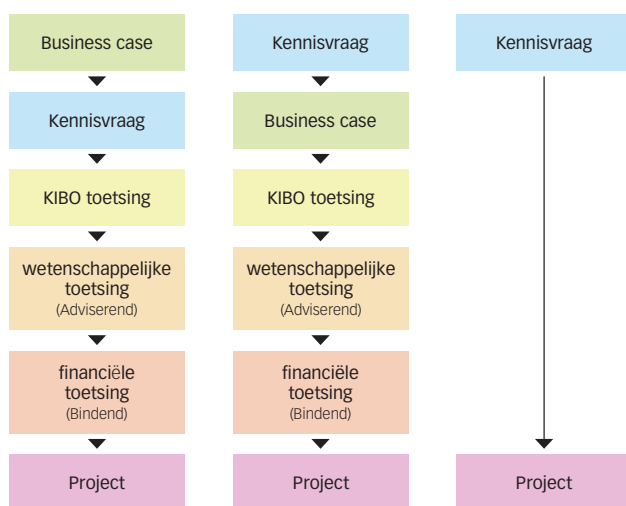 Business case
Kennisvraag
KIBO toetsing
wetenschappelijke
toetsing
(Adviserend)
financiële
toetsing
(Bindend)
Project
Kennisvraag
Business case
KIBO toetsing
wetenschappelijke
toetsing
(Adviserend)
financiële
toetsing
(Bindend)
Project
Kennisvraag
Project